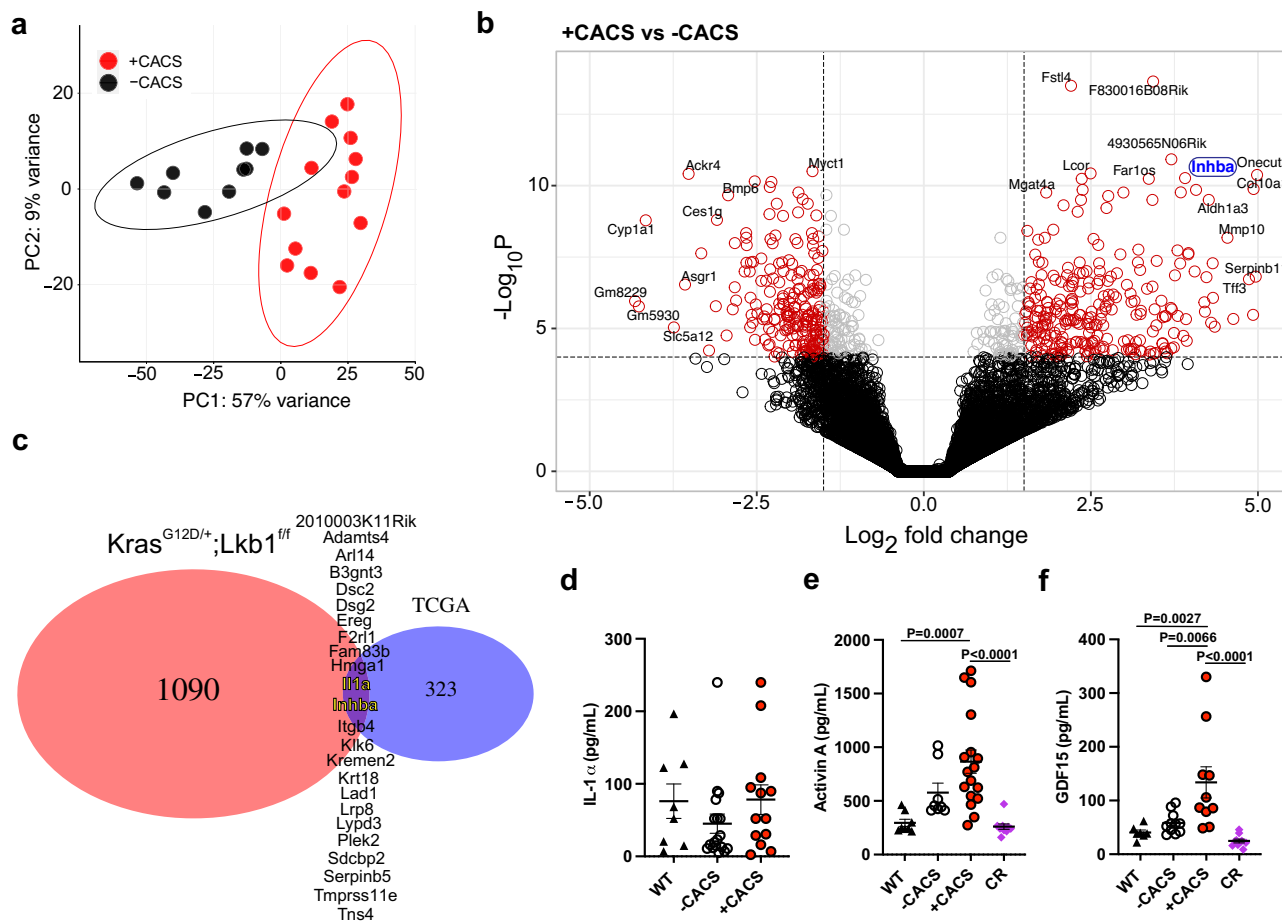 a
+CACS
−CACS
20
0
−20
PC2: 9% variance
−50
−25
0
25
50
PC1: 57% variance
b
+CACS vs -CACS
Fstl4
F830016B08Rik
4930565N06Rik
Inhba
Onecut
Ackr4
Myct1
Lcor
Far1os
Col10a
Bmp6
Mgat4a
Aldh1a3
Ces1g
Cyp1a1
Mmp10
Asgr1
Serpinb1
Tff3
Gm8229
Gm5930
Slc5a12
10
5
0
-Log10P
−5.0
−2.5
0.0
2.5
5.0
Log2 fold change
c
KrasG12D/+;Lkb1f/f
TCGA
1090
323
2010003K11Rik
Adamts4
Arl14
B3gnt3
Dsc2
Dsg2
Ereg
F2rl1
Fam83b
Hmga1
Il1a
Inhba
Itgb4
Klk6
Kremen2
Krt18
Lad1
Lrp8
Lypd3
Plek2
Sdcbp2
Serpinb5
Tmprss11e
Tns4
d
300
200
100
0
IL-1 α (pg/mL)
WT
-CACS
+CACS
e
P=0.0007
P<0.0001
2000
1500
1000
500
0
Activin A (pg/mL)
WT
-CACS
+CACS
CR
f
P=0.0027
P=0.0066
P<0.0001
400
300
200
100
0
GDF15 (pg/mL)
WT
-CACS
+CACS
CR